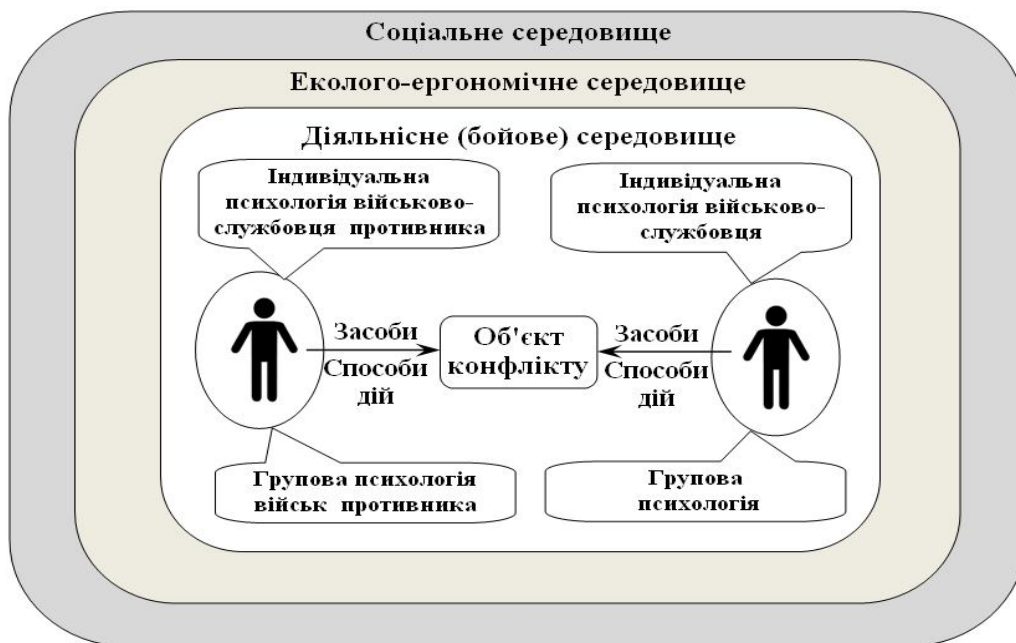 Соціальне середовище
Еколого-ергономічне середовище
Діяльнісне (бойове) середовище
Індивідуальна
психологія військово-
службовця противника
Індивідуальна
психологія військово-
службовця
Засоби
Способи
дій
Об'єкт
конфлікту
Засоби
Способи
дій
Групова психологія
військ противника
Групова
психологія